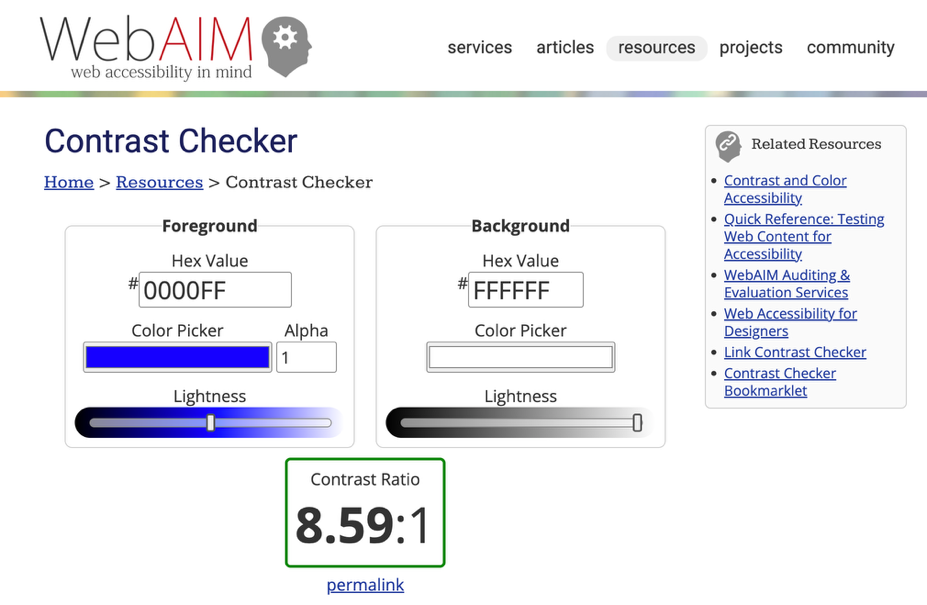 WebAIM
web accessibility in mind
services articles resources projects community
Contrast Checker
Home > Resources > Contrast Checker
Foreground
Hex Value
# 0000FF
Color Picker Alpha
1
Lightness
Background
Hex Value
# FFFFFF
Color Picker
Lightness
Contrast Ratio
8.59:1
permalink
Related Resources
• Contrast and Color
Accessibility
• Quick Reference: Testing
Web Content for
Accessibility
• WebAIM Auditing &
Evaluation Services
• Web Accessibility for
Designers
• Link Contrast Checker
• Contrast Checker
Bookmarklet